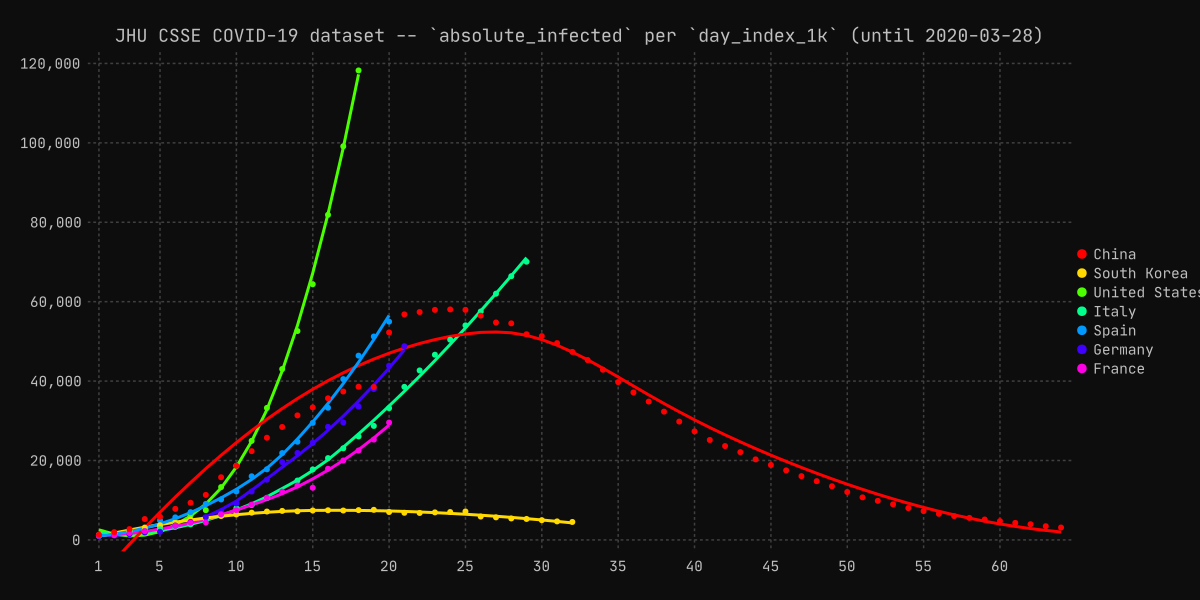 JHU CSSE COVID-19 dataset -- `absolute_infected` per `day_index_1k` (until 2020-03-28)
120,000
100,000
80,000
60,000
40,000
20,000
0
1 5 10 15 20 25 30 35 40 45 50 55 60
China
South Korea
United States
Italy
Spain
Germany
France